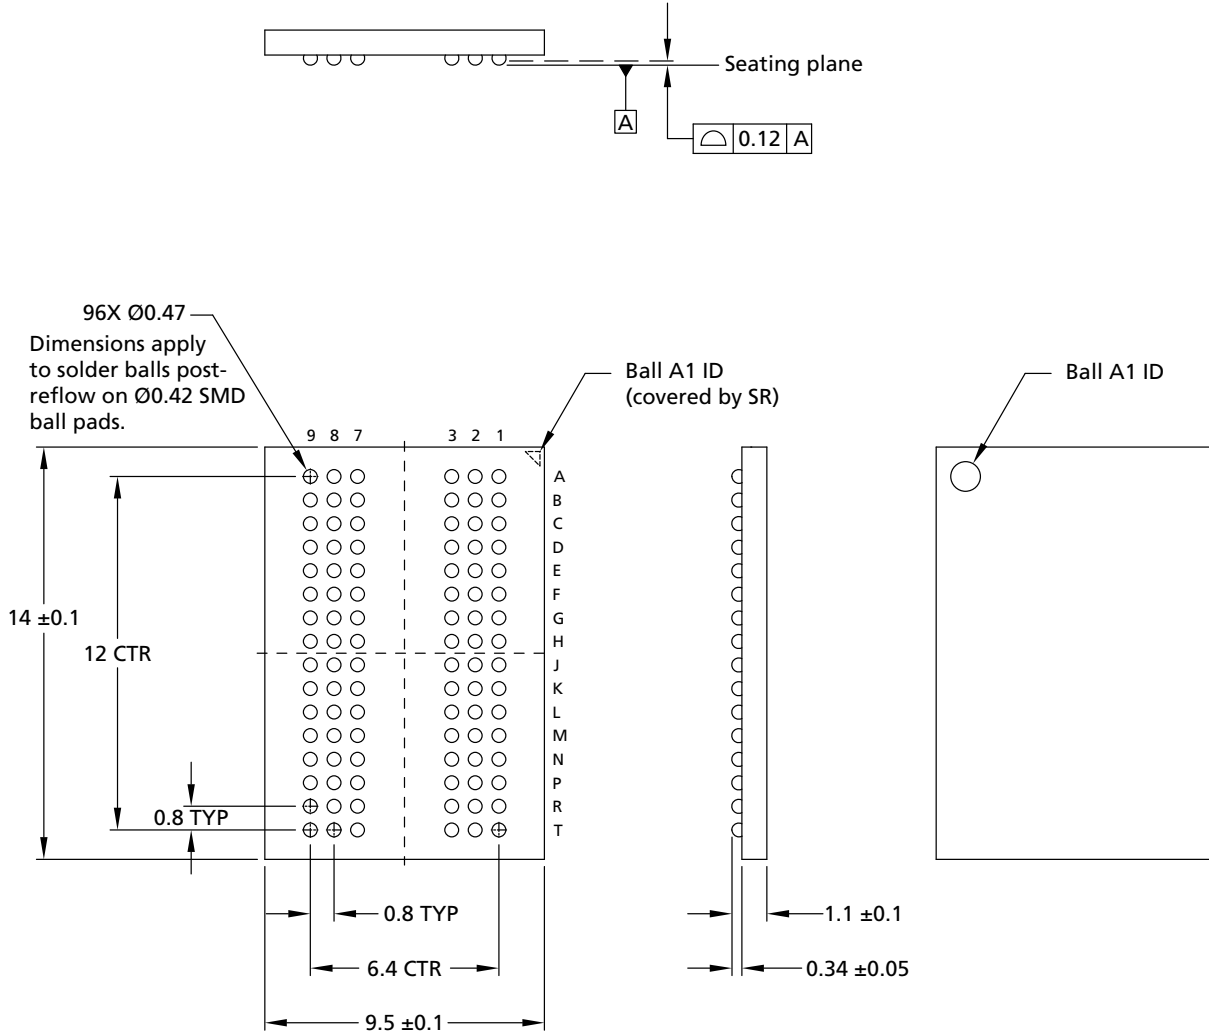 Seating plane
A
0.12 A
96X Ø0.47
Dimensions apply
to solder balls post-
reflow on Ø0.42 SMD
ball pads.
Ball A1 ID
(covered by SR)
Ball A1 ID
9 8 7 3 2 1
A
B
C
D
E
F
G
H
J
K
L
M
N
P
R
T
14 ±0.1
12 CTR
0.8 TYP
0.8 TYP
1.1 ±0.1
6.4 CTR
0.34 ±0.05
9.5 ±0.1